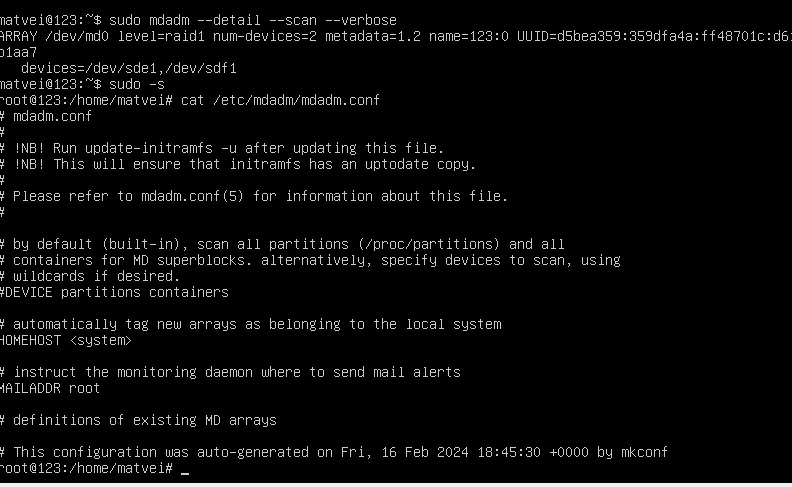 matvei@123:~$ sudo mdadm --detail --scan --verbose
ARRAY /dev/md0 level=raid1 num-devices=2 metadata=1.2 name=123:0 UUID=d5bea359:359dfa4a:ff48701c:d6
b1aa7
   devices=/dev/sde1,/dev/sdf1
matvei@123:~$ sudo -s
root@123:/home/matvei# cat /etc/mdadm/mdadm.conf
# mdadm.conf
#
# !NB! Run update-initramfs -u after updating this file.
# !NB! This will ensure that initramfs has an uptodate copy.
#
# Please refer to mdadm.conf(5) for information about this file.
#
# by default (built-in), scan all partitions (/proc/partitions) and all
# containers for MD superblocks. alternatively, specify devices to scan, using
# wildcards if desired.
#DEVICE partitions containers
# automatically tag new arrays as belonging to the local system
HOMEHOST <system>
# instruct the monitoring daemon where to send mail alerts
MAILADDR root
# definitions of existing MD arrays
# This configuration was auto-generated on Fri, 16 Feb 2024 18:45:30 +0000 by mkconf
root@123:/home/matvei# _